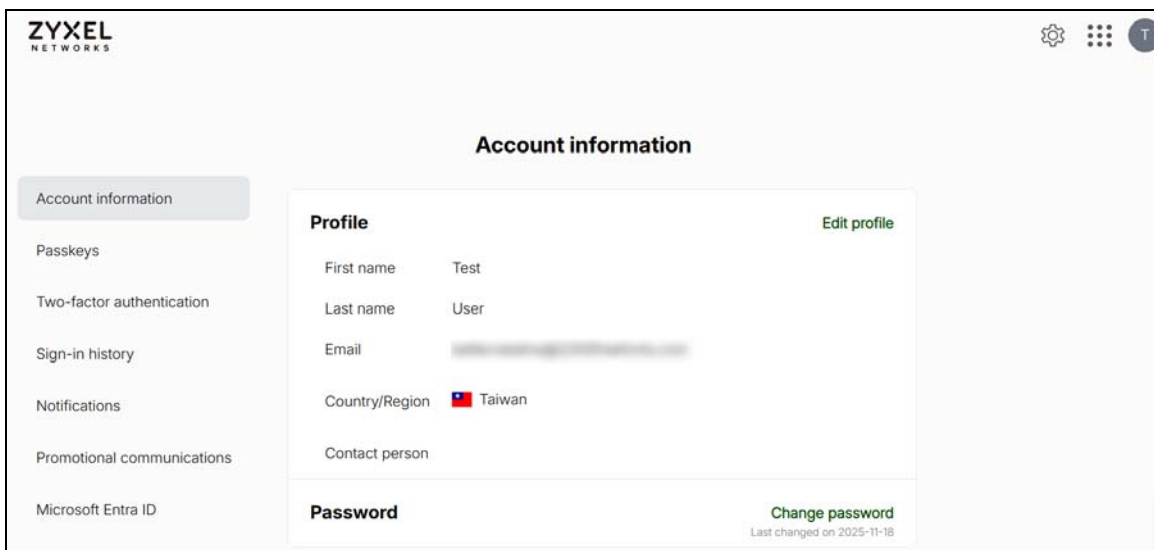 ZYXEL
NETWORKS
T
Account information
Account information
Passkeys
Two-factor authentication
Sign-in history
Notifications
Promotional communications
Microsoft Entra ID
Profile
Edit profile
First name Test
Last name User
Email
Country/Region Taiwan
Contact person
Password
Change password
Last changed on 2025-11-18